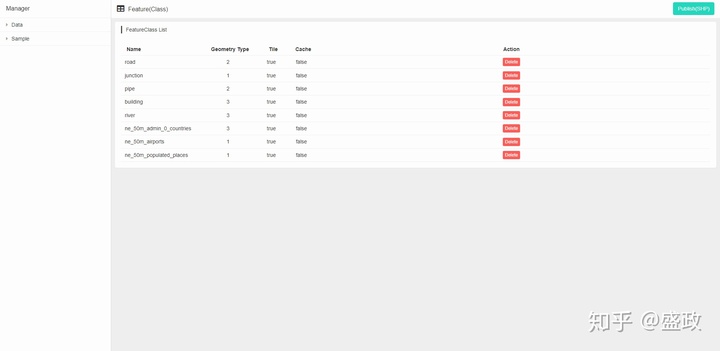 Manager
Data
Sample
Feature(Class)
Publish(SHP)
FeatureClass List
Name Geometry Type Tile Cache Action
road 2 true false Delete
junction 1 true false Delete
pipe 2 true false Delete
building 3 true false Delete
river 3 true false Delete
ne_50m_admin_0_countries 3 true false Delete
ne_50m_airports 1 true false Delete
ne_50m_populated_places 1 true false Delete
知乎 @盛政